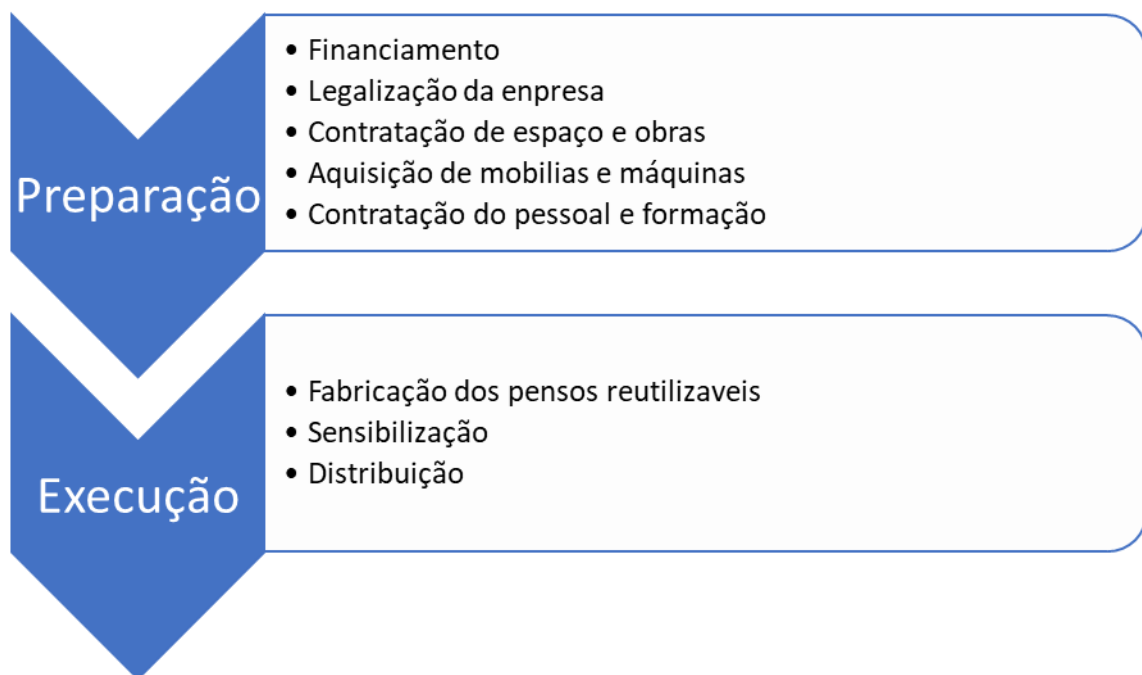 Preparação
• Financiamento
• Legalização da enpresa
• Contratação de espaço e obras
• Aquisição de mobilias e máquinas
• Contratação do pessoal e formação
Execução
• Fabricação dos pensos reutilizaveis
• Sensibilização
• Distribuição